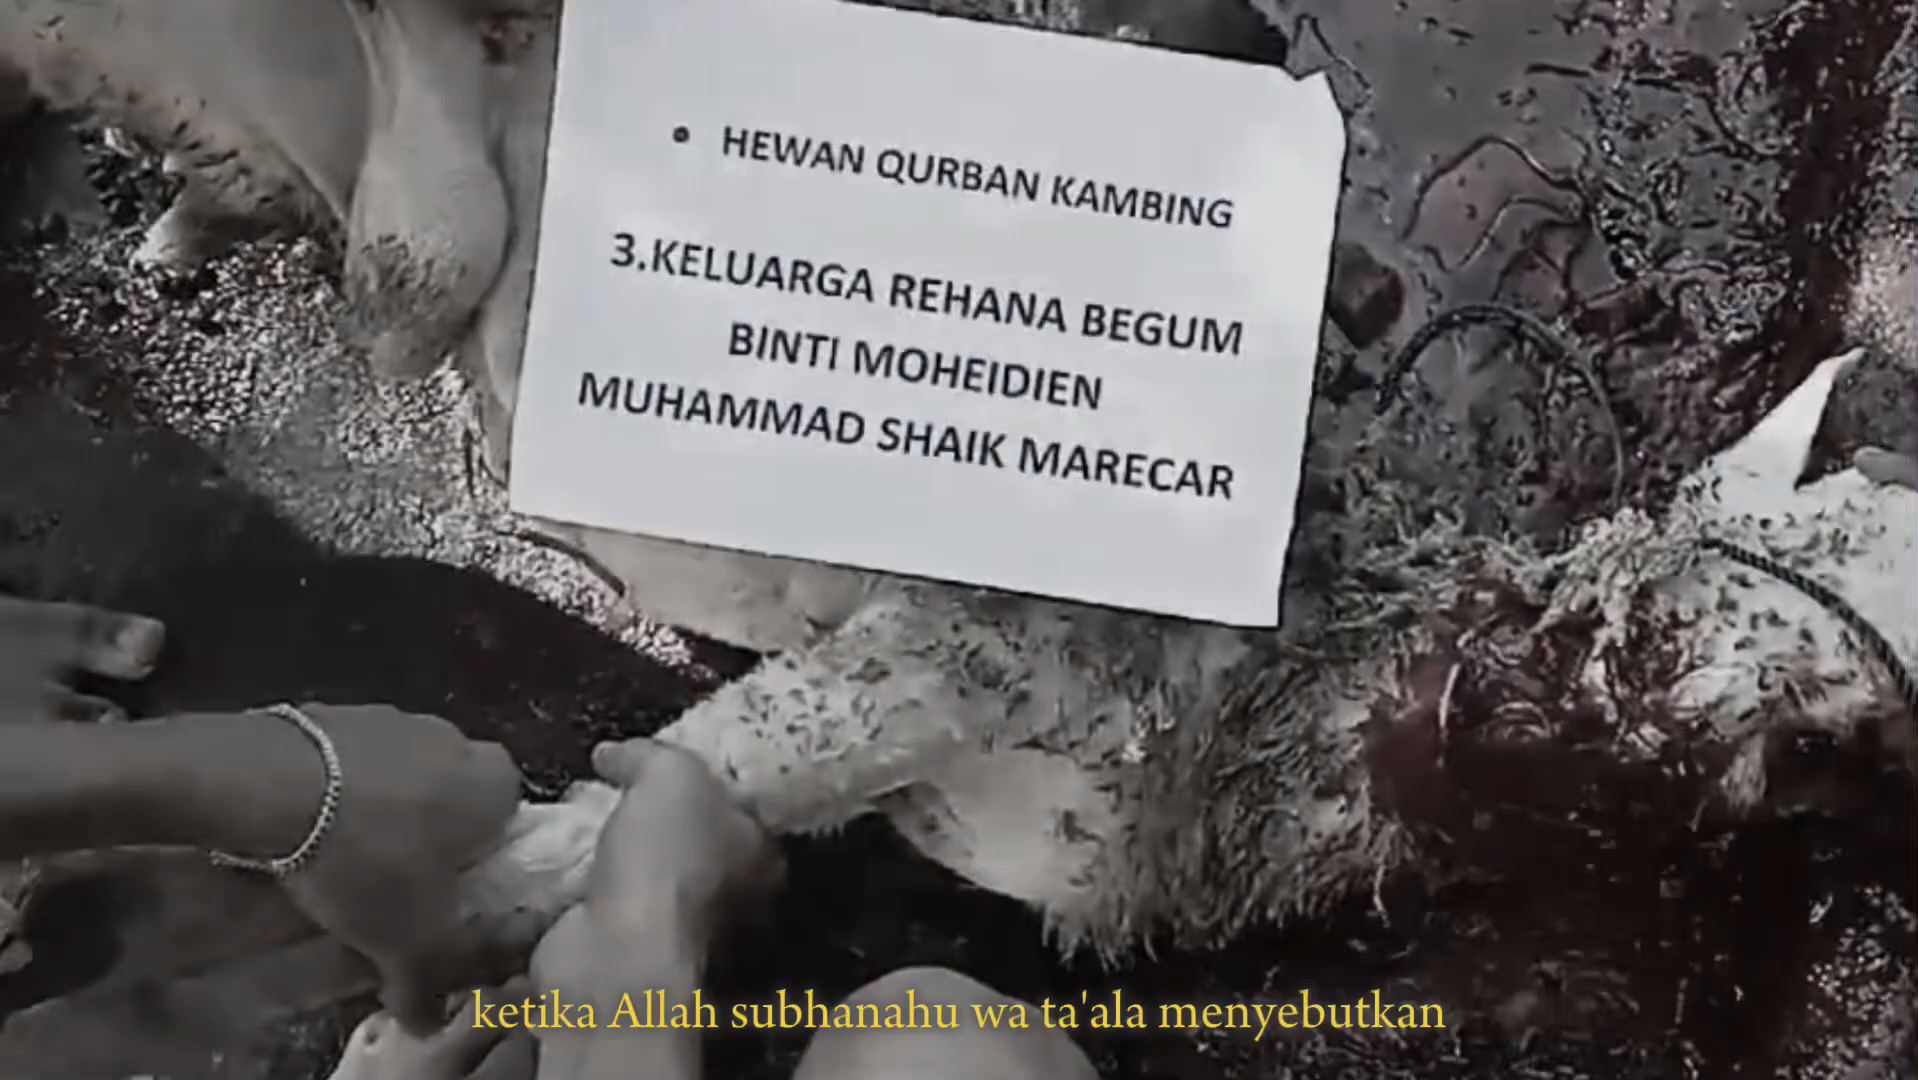 • HEWAN QURBAN KAMBING
3.KELUARGA REHANA BEGUM
BINTI MOHEIDIEN
MUHAMMAD SHAIK MARECAR
ketika Allah subhanahu wa ta'ala menyebutkan